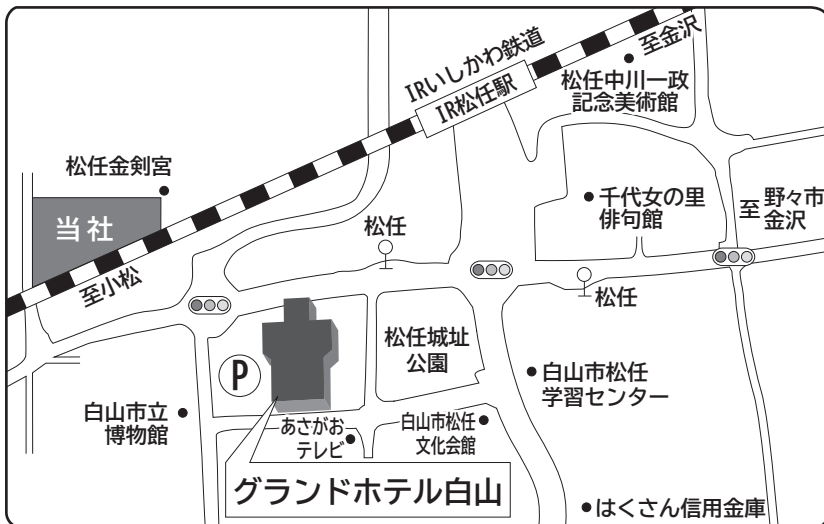 至金沢
IRいしかわ鉄道
IR松任駅
松任中川一政
記念美術館
松任金剣宮
当社
至小松
千代女の里
俳句館
至 野々市
金沢
松任
松任
松任城址
公園
P
白山市松任
学習センター
白山市立
博物館
あさがお
テレビ
白山市松任
文化会館
グランドホテル白山
はくさん信用金庫